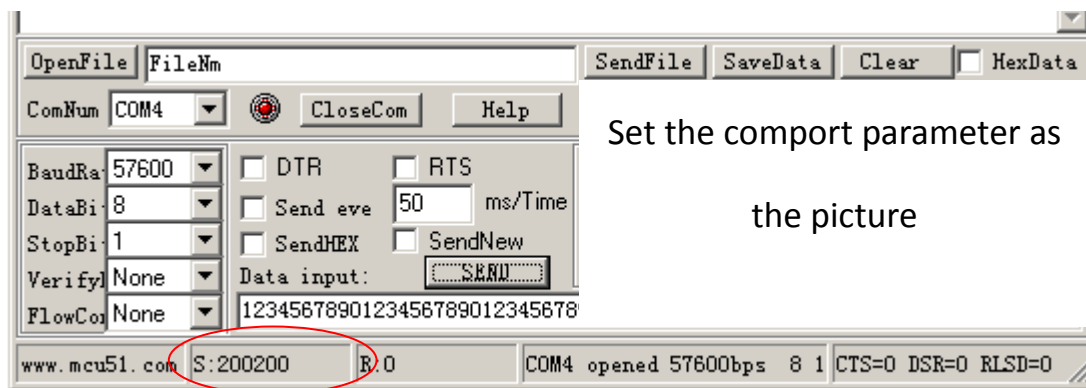 OpenFile FileNm SendFile SaveData Clear HexData
ComNum COM4 CloseCom Help
Set the comport parameter as
the picture
BaudRa 57600 DTR RTS
DataBi 8 Send eve 50 ms/Time
StopBi 1 SendHEX SendNew
Verify None Data input: SEND
FlowCo None 1234567890123456789012345678
www.mcu51.com S:200200 R:0 COM4 opened 57600bps 8 1 CTS=0 DSR=0 RLSD=0